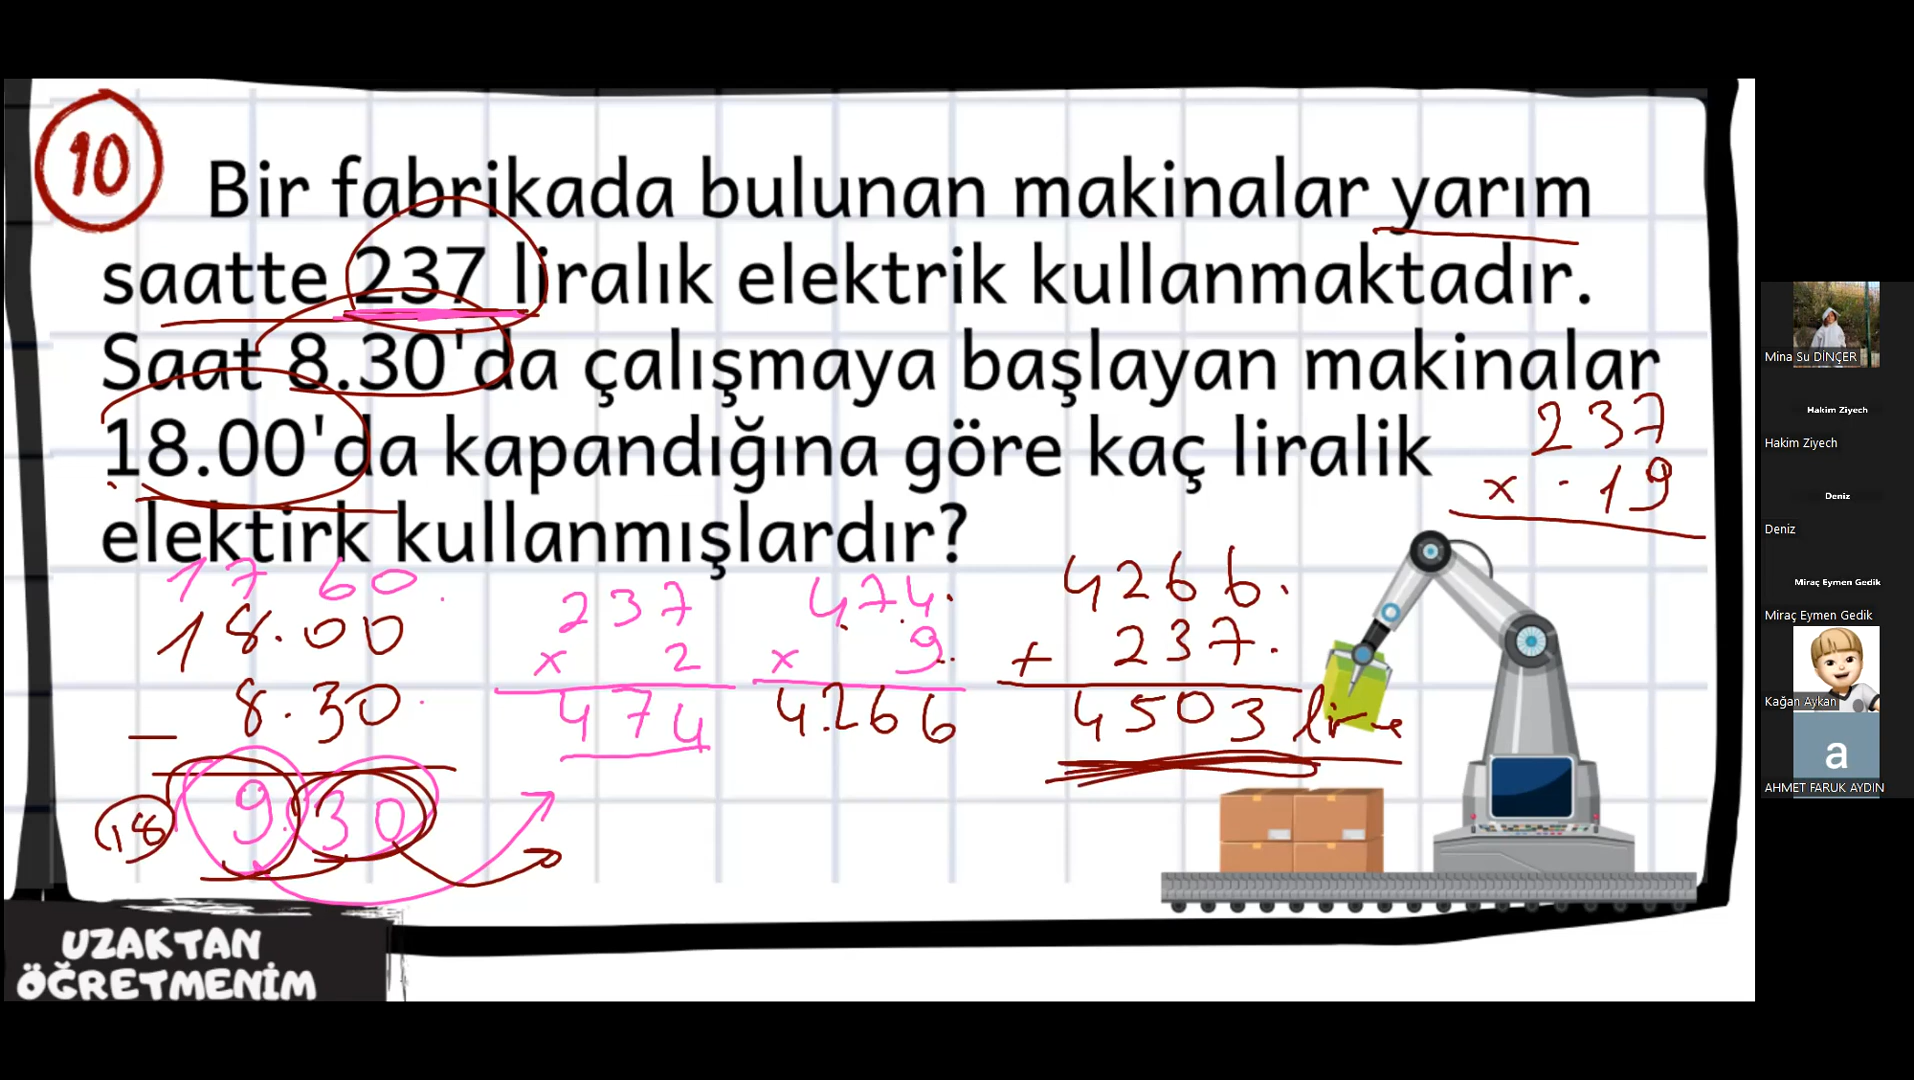 10
Bir fabrikada bulunan makinalar yarım
saatte 237 liralık elektrik kullanmaktadır.
Saat 8.30'da çalışmaya başlayan makinalar
18.00'da kapandığına göre kaç liralik
elektirk kullanmışlardır?
237
x 19
17 60
18.00
8.30
—
18 9.30
237
x 2
474
474
x 9
4266
4266
+ 237
4503 lira
UZAKTAN
ÖĞRETMENİM
Mina Su DİNÇER
Hakim Ziyech
Hakim Ziyech
Deniz
Deniz
Miraç Eymen Gedik
Miraç Eymen Gedik
Kağan Aykan
a
AHMET FARUK AYDIN